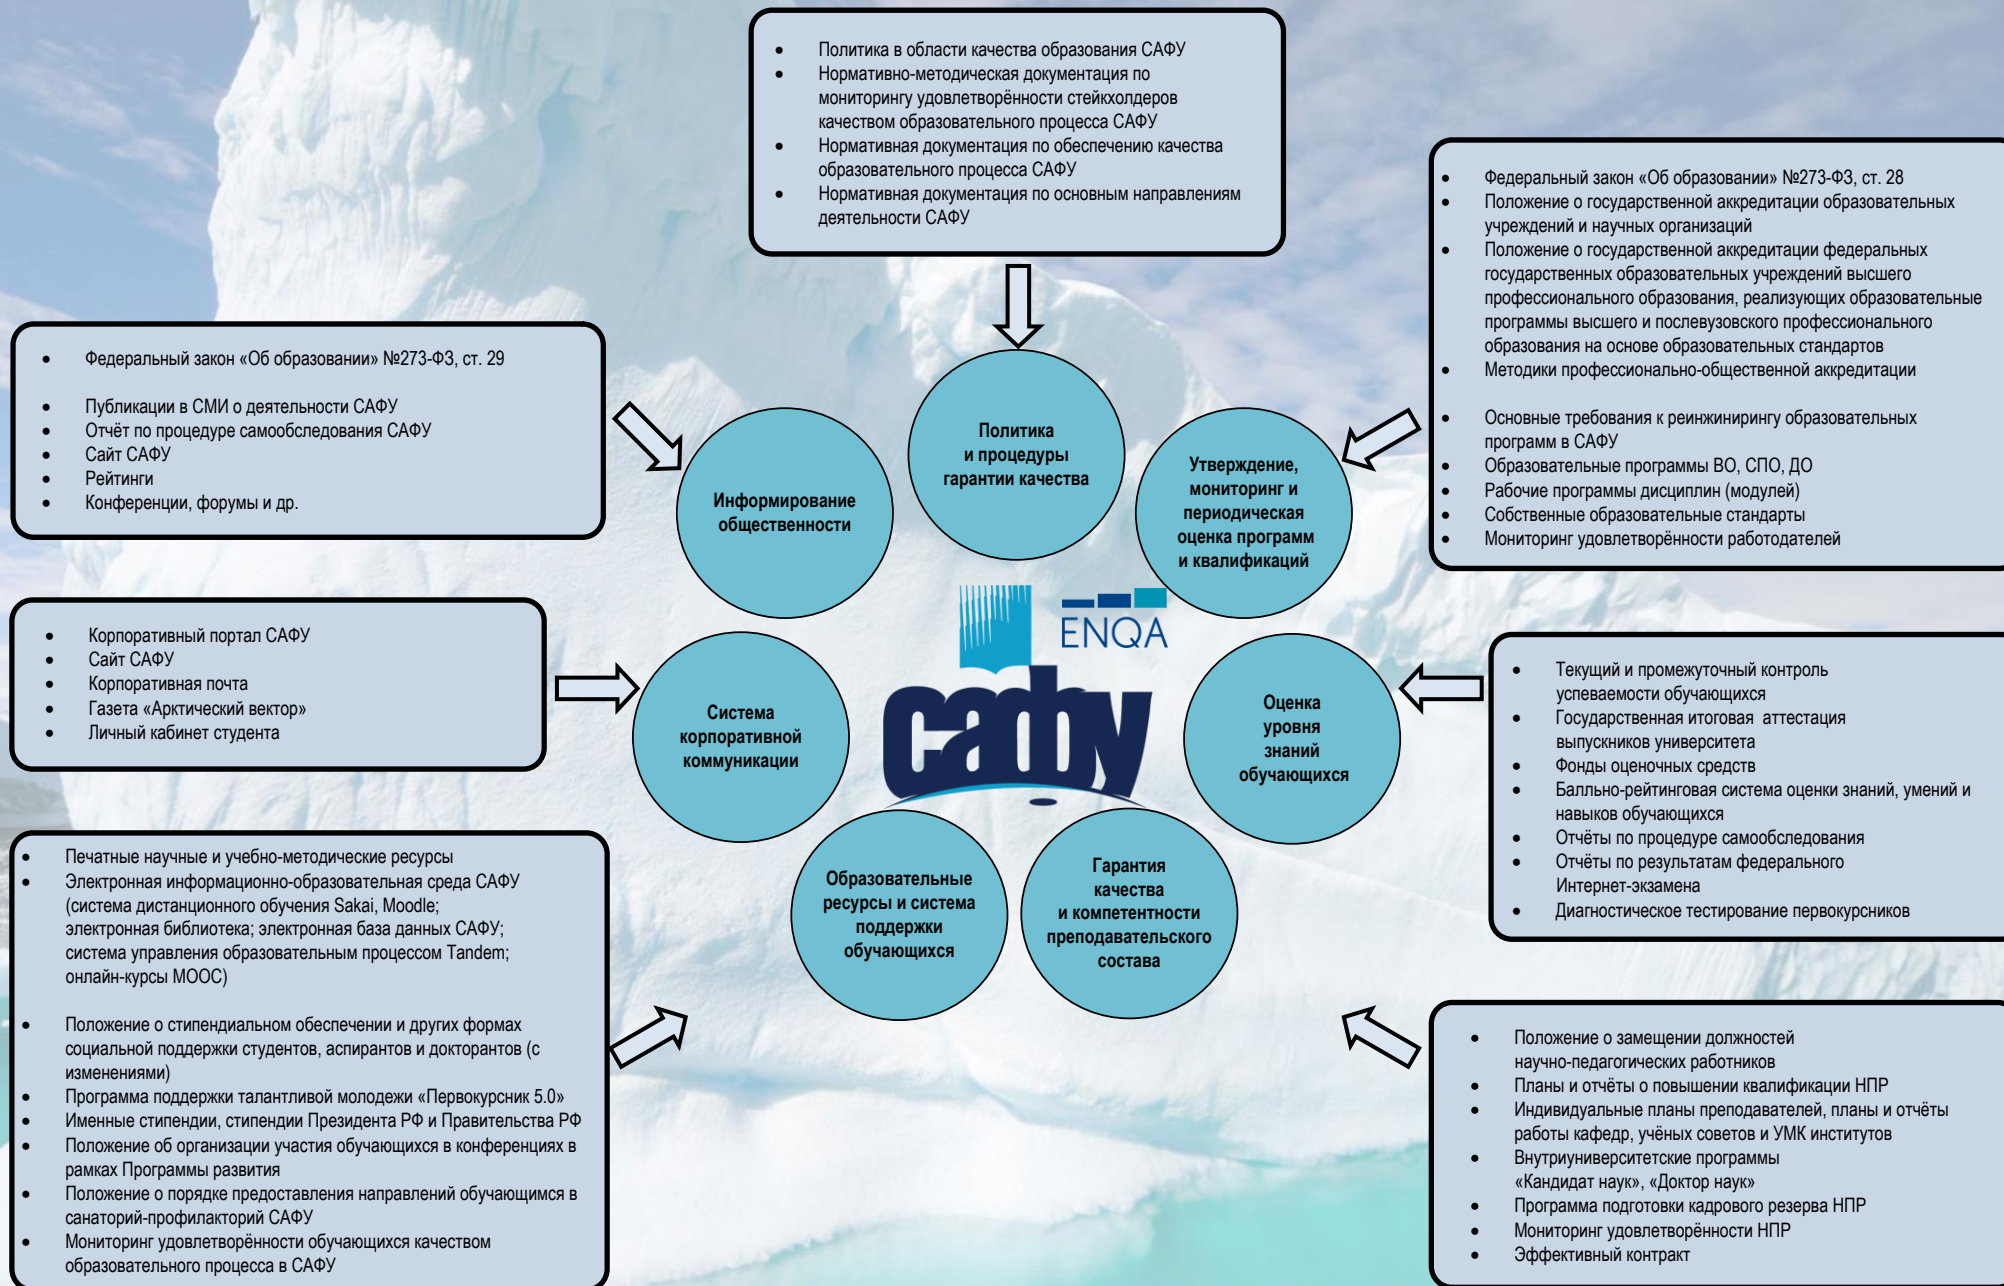 • Политика в области качества образования САФУ
• Нормативно-методическая документация по
мониторингу удовлетворённости стейкхолдеров
качеством образовательного процесса САФУ
• Нормативная документация по обеспечению качества
образовательного процесса САФУ
• Нормативная документация по основным направлениям
деятельности САФУ
• Федеральный закон «Об образовании» №273-ФЗ, ст. 28
• Положение о государственной аккредитации образовательных
учреждений и научных организаций
• Положение о государственной аккредитации федеральных
государственных образовательных учреждений высшего
профессионального образования, реализующих образовательные
программы высшего и послевузовского профессионального
образования на основе образовательных стандартов
• Методики профессионально-общественной аккредитации
• Основные требования к реинжинирингу образовательных
программ в САФУ
• Образовательные программы ВО, СПО, ДО
• Рабочие программы дисциплин (модулей)
• Собственные образовательные стандарты
• Мониторинг удовлетворённости работодателей
• Федеральный закон «Об образовании» №273-ФЗ, ст. 29
• Публикации в СМИ о деятельности САФУ
• Отчёт по процедуре самообследования САФУ
• Сайт САФУ
• Рейтинги
• Конференции, форумы и др.
Политика
и процедуры
гарантии качества
Информирование
общественности
Утверждение,
мониторинг и
периодическая
оценка программ
и квалификаций
ENQA
сафу
• Корпоративный портал САФУ
• Сайт САФУ
• Корпоративная почта
• Газета «Арктический вектор»
• Личный кабинет студента
Система
корпоративной
коммуникации
Оценка
уровня
знаний
обучающихся
• Текущий и промежуточный контроль
успеваемости обучающихся
• Государственная итоговая аттестация
выпускников университета
• Фонды оценочных средств
• Балльно-рейтинговая система оценки знаний, умений и
навыков обучающихся
• Отчёты по процедуре самообследования
• Отчёты по результатам федерального
Интернет-экзамена
• Диагностическое тестирование первокурсников
Образовательные
ресурсы и система
поддержки
обучающихся
Гарантия
качества
и компетентности
преподавательского
состава
• Печатные научные и учебно-методические ресурсы
• Электронная информационно-образовательная среда САФУ
(система дистанционного обучения Sakai, Moodle;
электронная библиотека; электронная база данных САФУ;
система управления образовательным процессом Tandem;
онлайн-курсы МООС)
• Положение о стипендиальном обеспечении и других формах
социальной поддержки студентов, аспирантов и докторантов (с
изменениями)
• Программа поддержки талантливой молодежи «Первокурсник 5.0»
• Именные стипендии, стипендии Президента РФ и Правительства РФ
• Положение об организации участия обучающихся в конференциях в
рамках Программы развития
• Положение о порядке предоставления направлений обучающимся в
санаторий-профилакторий САФУ
• Мониторинг удовлетворённости обучающихся качеством
образовательного процесса в САФУ
• Положение о замещении должностей
научно-педагогических работников
• Планы и отчёты о повышении квалификации НПР
• Индивидуальные планы преподавателей, планы и отчёты
работы кафедр, учёных советов и УМК институтов
• Внутриуниверситетские программы
«Кандидат наук», «Доктор наук»
• Программа подготовки кадрового резерва НПР
• Мониторинг удовлетворённости НПР
• Эффективный контракт